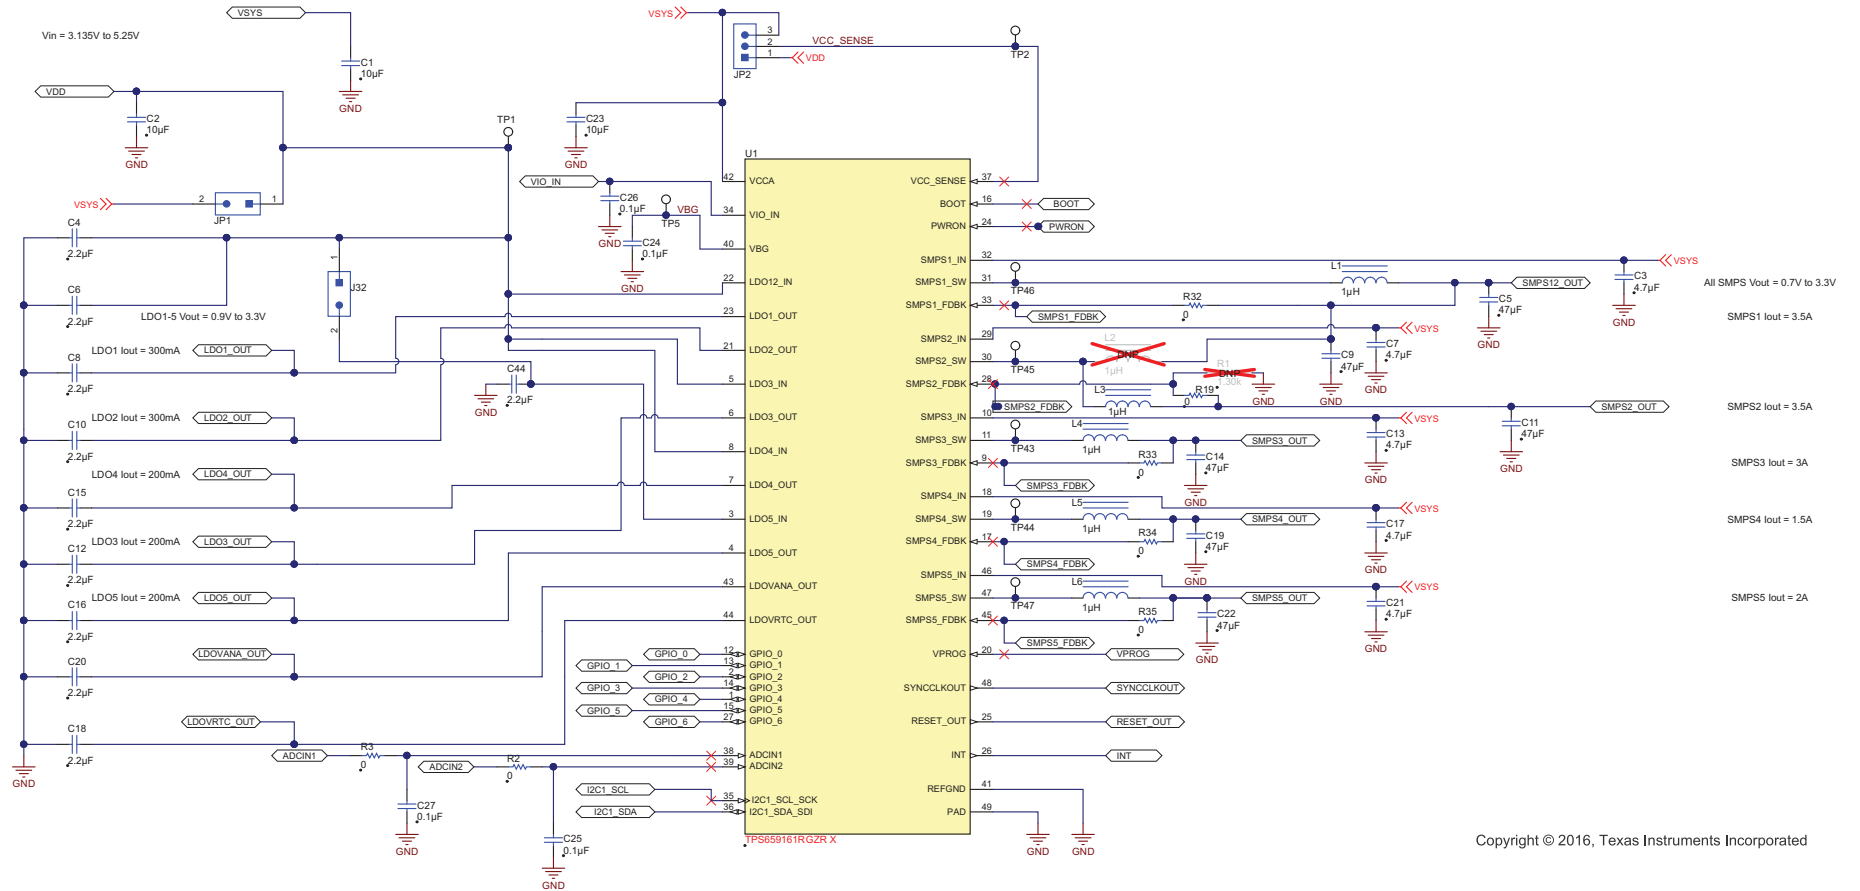 VSYS
Vin = 3.135V to 5.25V
C1
10µF
GND
VDD
C2
10µF
GND
VSYS
2
1
JP1
TP1
VSYS
3
2
1
JP2
VCC_SENSE
VDD
TP2
C23
10µF
GND
VIO_IN
C26
0.1µF
GND
TP5
VBG
C24
0.1µF
GND
C4
2.2µF
C6
2.2µF
1
J32
2
LDO1-5 Vout = 0.9V to 3.3V
LDO1 Iout = 300mA
LDO1_OUT
C8
2.2µF
C44
2.2µF
GND
LDO2 Iout = 300mA
LDO2_OUT
C10
2.2µF
LDO4 Iout = 200mA
LDO4_OUT
C15
2.2µF
LDO3 Iout = 200mA
LDO3_OUT
C12
2.2µF
LDO5 Iout = 200mA
LDO5_OUT
C16
2.2µF
LDOVANA_OUT
C20
2.2µF
LDOVRTC_OUT
C18
2.2µF
GND
GPIO_0
GPIO_1
GPIO_2
GPIO_3
GPIO_4
GPIO_5
GPIO_6
ADCIN1
R3
0
ADCIN2
R2
0
C27
0.1µF
GND
C25
0.1µF
GND
I2C1_SCL
I2C1_SDA
U1
42 VCCA
34 VIO_IN
40 VBG
22 LDO12_IN
23 LDO1_OUT
21 LDO2_OUT
5 LDO3_IN
6 LDO3_OUT
8 LDO4_IN
7 LDO4_OUT
3 LDO5_IN
4 LDO5_OUT
43 LDOVANA_OUT
44 LDOVRTC_OUT
12 GPIO_0
13 GPIO_1
2 GPIO_2
14 GPIO_3
1 GPIO_4
15 GPIO_5
27 GPIO_6
38 ADCIN1
39 ADCIN2
35 I2C1_SCL_SCK
36 I2C1_SDA_SDI
TPS659161RGZR X
VCC_SENSE 37
BOOT 16
PWRON 24
SMPS1_IN 32
SMPS1_SW 31
SMPS1_FDBK 33
SMPS2_IN 29
SMPS2_SW 30
SMPS2_FDBK 28
SMPS3_IN 10
SMPS3_SW 11
SMPS3_FDBK 9
SMPS4_IN 18
SMPS4_SW 19
SMPS4_FDBK 17
SMPS5_IN 46
SMPS5_SW 47
SMPS5_FDBK 45
VPROG 20
SYNCCLKOUT 48
RESET_OUT 25
INT 26
REFGND 41
PAD 49
BOOT
PWRON
VSYS
C3
4.7µF
GND
TP46
L1
1µH
SMPS12_OUT
C5
47µF
GND
R32
0
SMPS1_FDBK
VSYS
C7
4.7µF
GND
TP45
L2
DNP
1µH
C9
47µF
GND
R1
DNP
1.30k
GND
R19
0
SMPS2_FDBK
L3
1µH
SMPS2_OUT
C11
47µF
GND
VSYS
C13
4.7µF
GND
TP43
L4
1µH
SMPS3_OUT
C14
47µF
GND
R33
0
SMPS3_FDBK
VSYS
C17
4.7µF
GND
TP44
L5
1µH
SMPS4_OUT
C19
47µF
GND
R34
0
SMPS4_FDBK
VSYS
C21
4.7µF
GND
TP47
L6
1µH
SMPS5_OUT
C22
47µF
GND
R35
0
SMPS5_FDBK
VPROG
SYNCCLKOUT
RESET_OUT
INT
GND
GND
All SMPS Vout = 0.7V to 3.3V
SMPS1 Iout = 3.5A
SMPS2 Iout = 3.5A
SMPS3 Iout = 3A
SMPS4 Iout = 1.5A
SMPS5 Iout = 2A
Copyright © 2016, Texas Instruments Incorporated